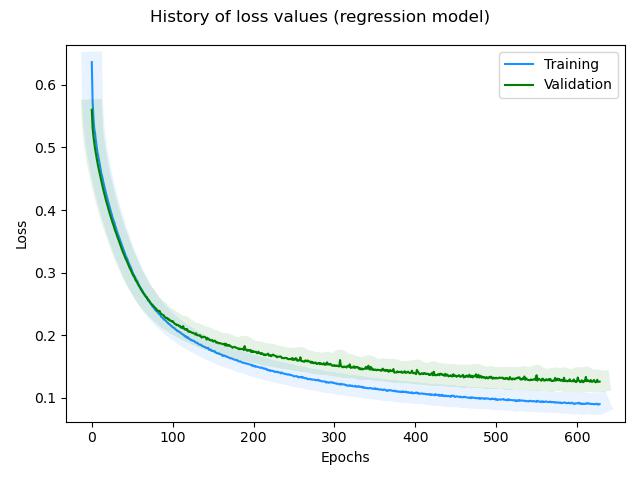 History of loss values (regression model)
Training
Validation
0.6
0.5
0.4
0.3
0.2
0.1
Loss
0 100 200 300 400 500 600
Epochs